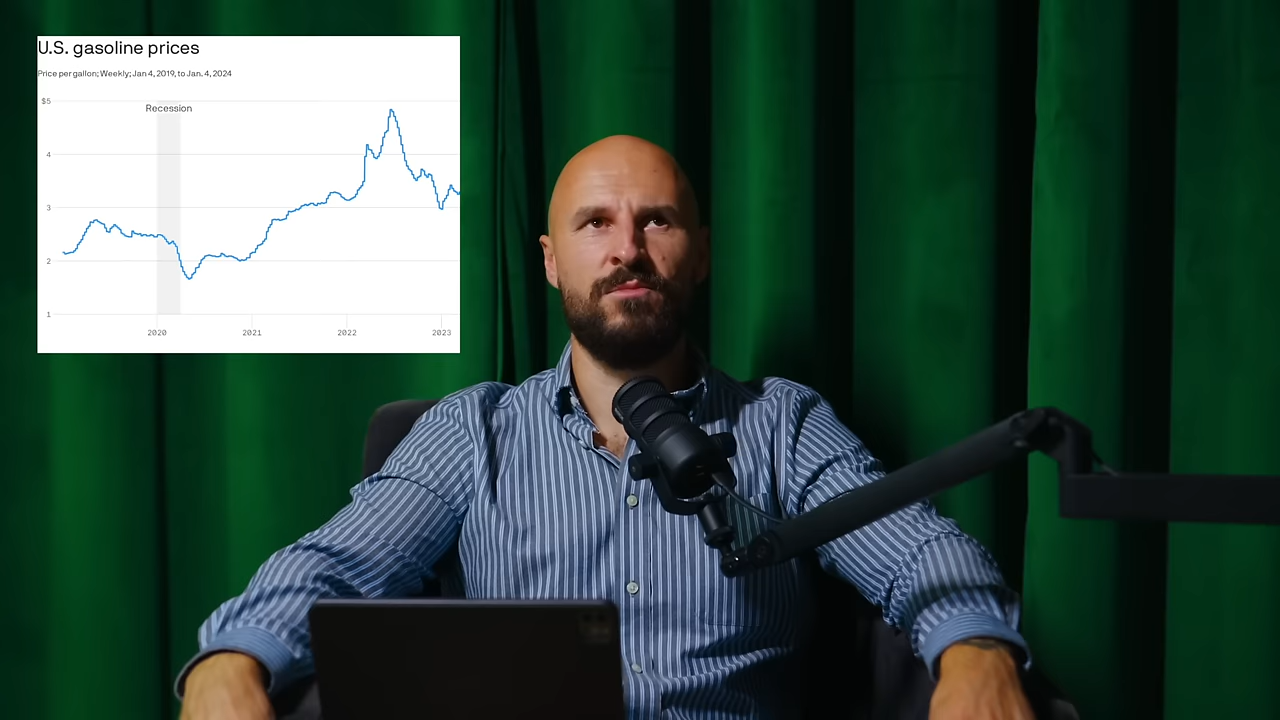 U.S. gasoline prices
Price per gallon; Weekly; Jan 4, 2019, to Jan. 4, 2024
$5
Recession
4
3
2
1
2020 2021 2022 2023